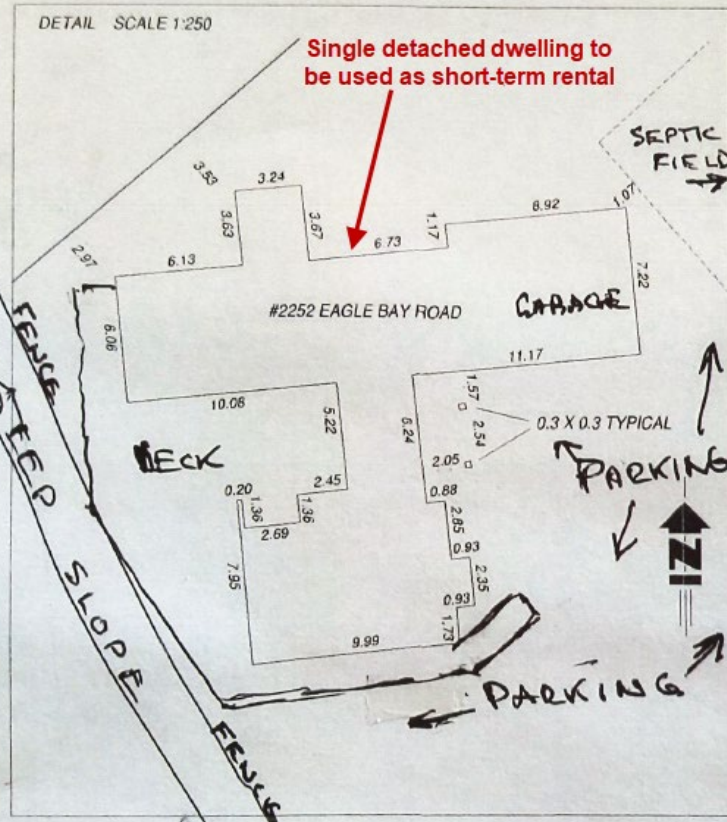 DETAIL SCALE 1:250
Single detached dwelling to
be used as short-term rental
SEPTIC
FIELD
3.53
3.24
3.63
3.67
6.73
1.17
8.92
1.07
2.97
6.13
7.22
#2252 EAGLE BAY ROAD
GARAGE
6.06
11.17
FENCE
10.08
5.22
6.24
1.57
2.54
0.3 X 0.3 TYPICAL
DECK
2.45
2.05
PARKING
0.20
1.36
1.36
2.69
0.88
2.85
0.93
2.35
N
7.95
0.93
1.73
9.99
SLOPE
PARKING
FENCE